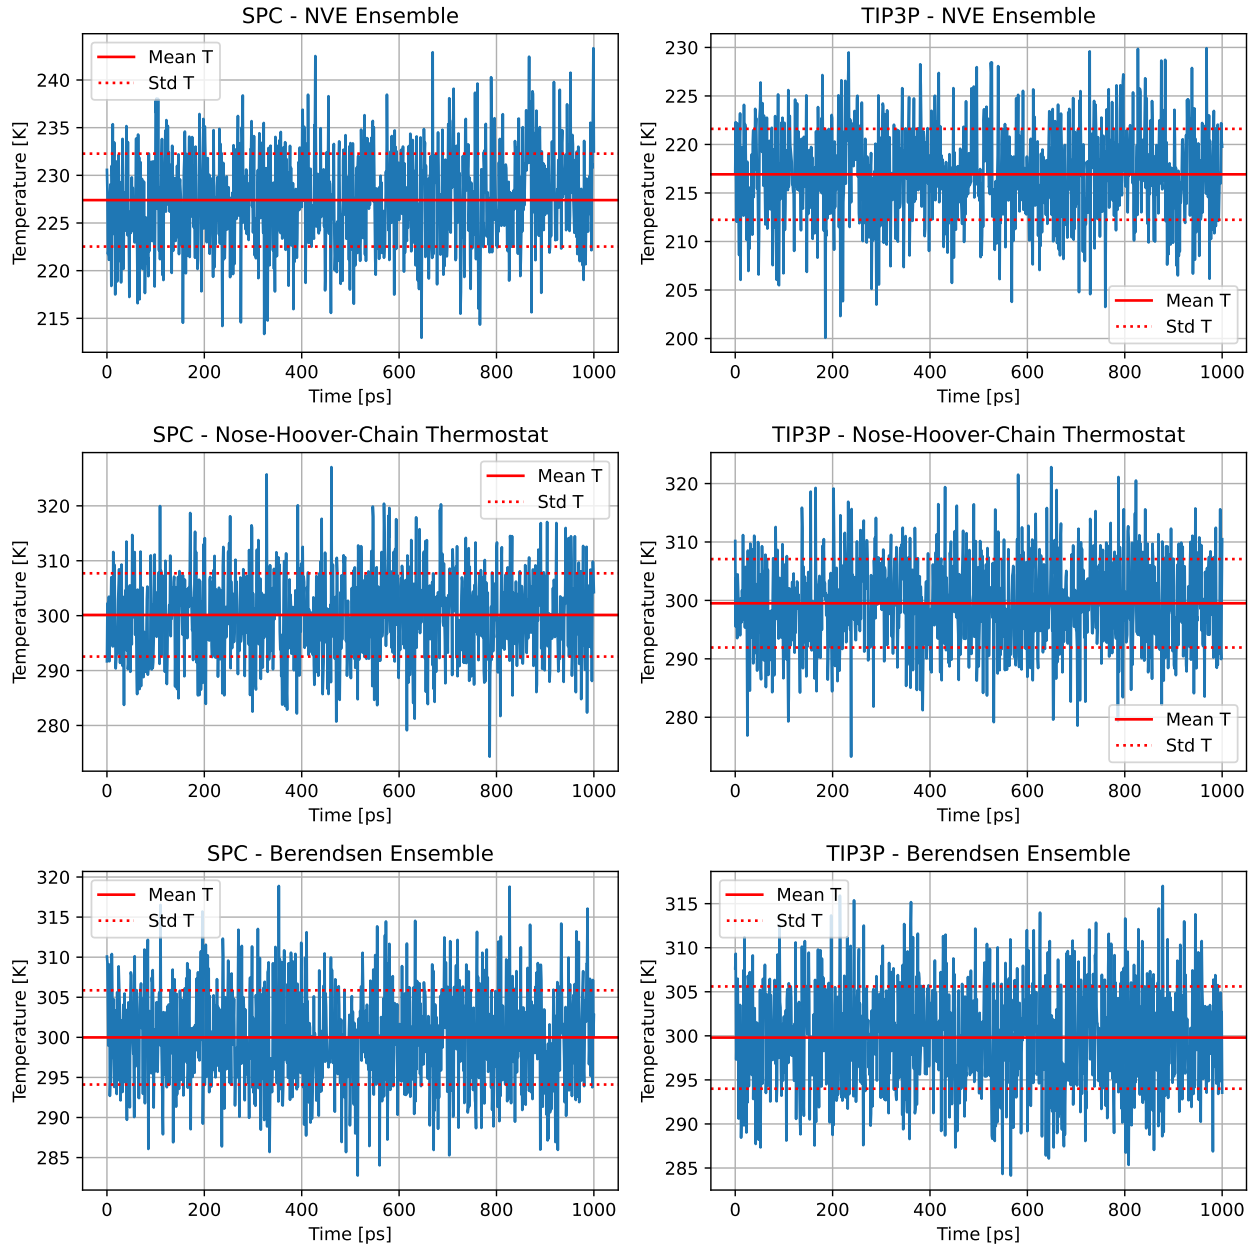 SPC - NVE Ensemble
Mean T
Std T
240
235
230
225
220
215
Temperature [K]
0 200 400 600 800 1000
Time [ps]
TIP3P - NVE Ensemble
230
225
220
215
210
205
200
Temperature [K]
Mean T
Std T
0 200 400 600 800 1000
Time [ps]
SPC - Nose-Hoover-Chain Thermostat
Mean T
Std T
320
310
300
290
280
Temperature [K]
0 200 400 600 800 1000
Time [ps]
TIP3P - Nose-Hoover-Chain Thermostat
320
310
300
290
280
Temperature [K]
Mean T
Std T
0 200 400 600 800 1000
Time [ps]
SPC - Berendsen Ensemble
Mean T
Std T
320
315
310
305
300
295
290
285
Temperature [K]
0 200 400 600 800 1000
Time [ps]
TIP3P - Berendsen Ensemble
Mean T
Std T
315
310
305
300
295
290
285
Temperature [K]
0 200 400 600 800 1000
Time [ps]